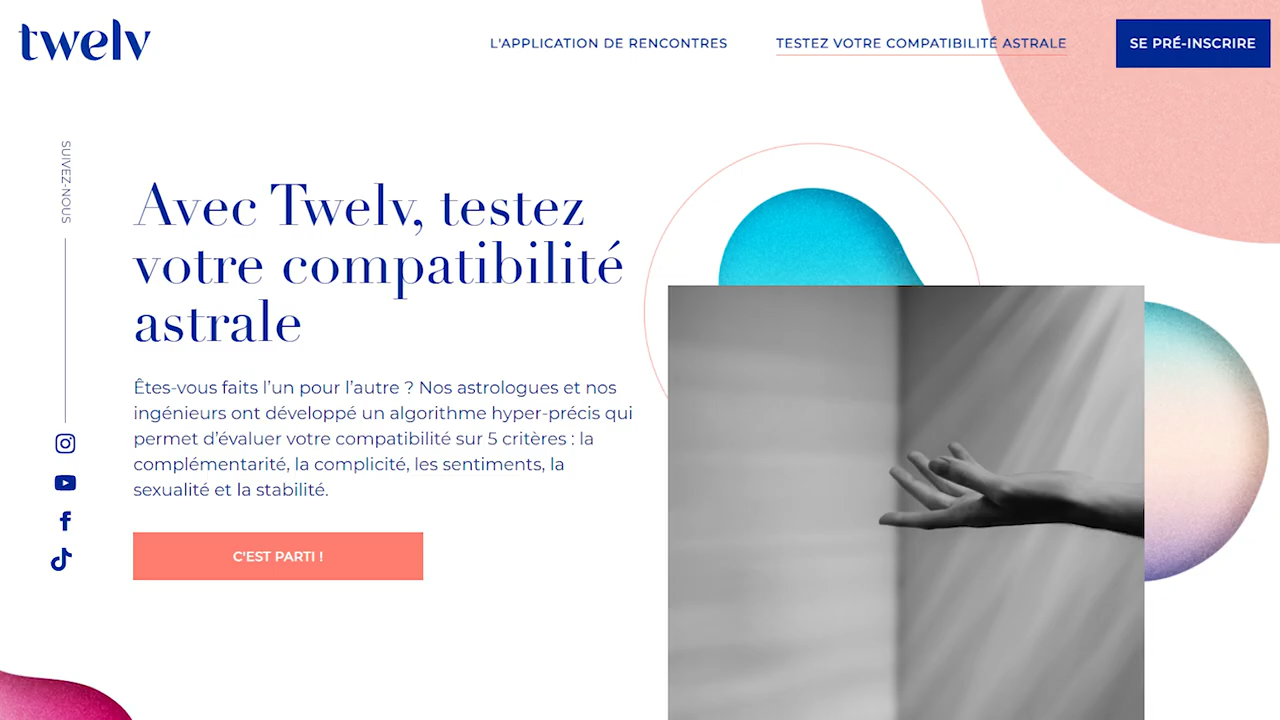 twelv
L'APPLICATION DE RENCONTRES
TESTEZ VOTRE COMPATIBILITÉ ASTRALE
SE PRÉ-INSCRIRE
SUIVEZ-NOUS
Avec Twelv, testez
votre compatibilité
astrale
Êtes-vous faits l’un pour l’autre ? Nos astrologues et nos
ingénieurs ont développé un algorithme hyper-précis qui
permet d’évaluer votre compatibilité sur 5 critères : la
complémentarité, la complicité, les sentiments, la
sexualité et la stabilité.
C'EST PARTI !